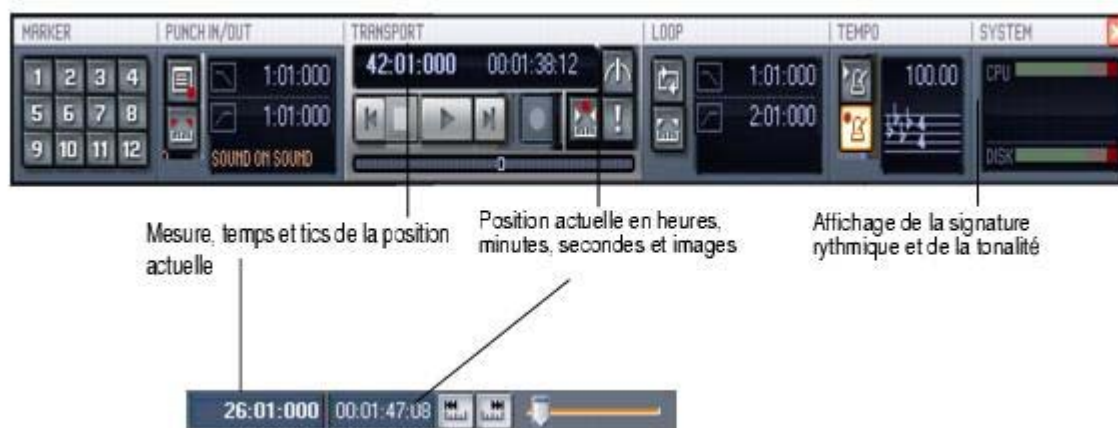 MARKER PUNCH IN/OUT TRANSPORT LOOP TEMPO SYSTEM
1 2 3 4 1:01:000 42:01:000 00:01:38:12 1:01:000 100.00 CPU
5 6 7 8 1:01:000 ! 2:01:000
9 10 11 12 SOUND ON SOUND DISK
Mesure, temps et tics de la position
actuelle
Position actuelle en heures,
minutes, secondes et images
Affichage de la signature
rythmique et de la tonalité
26:01:000 00:01:47:08